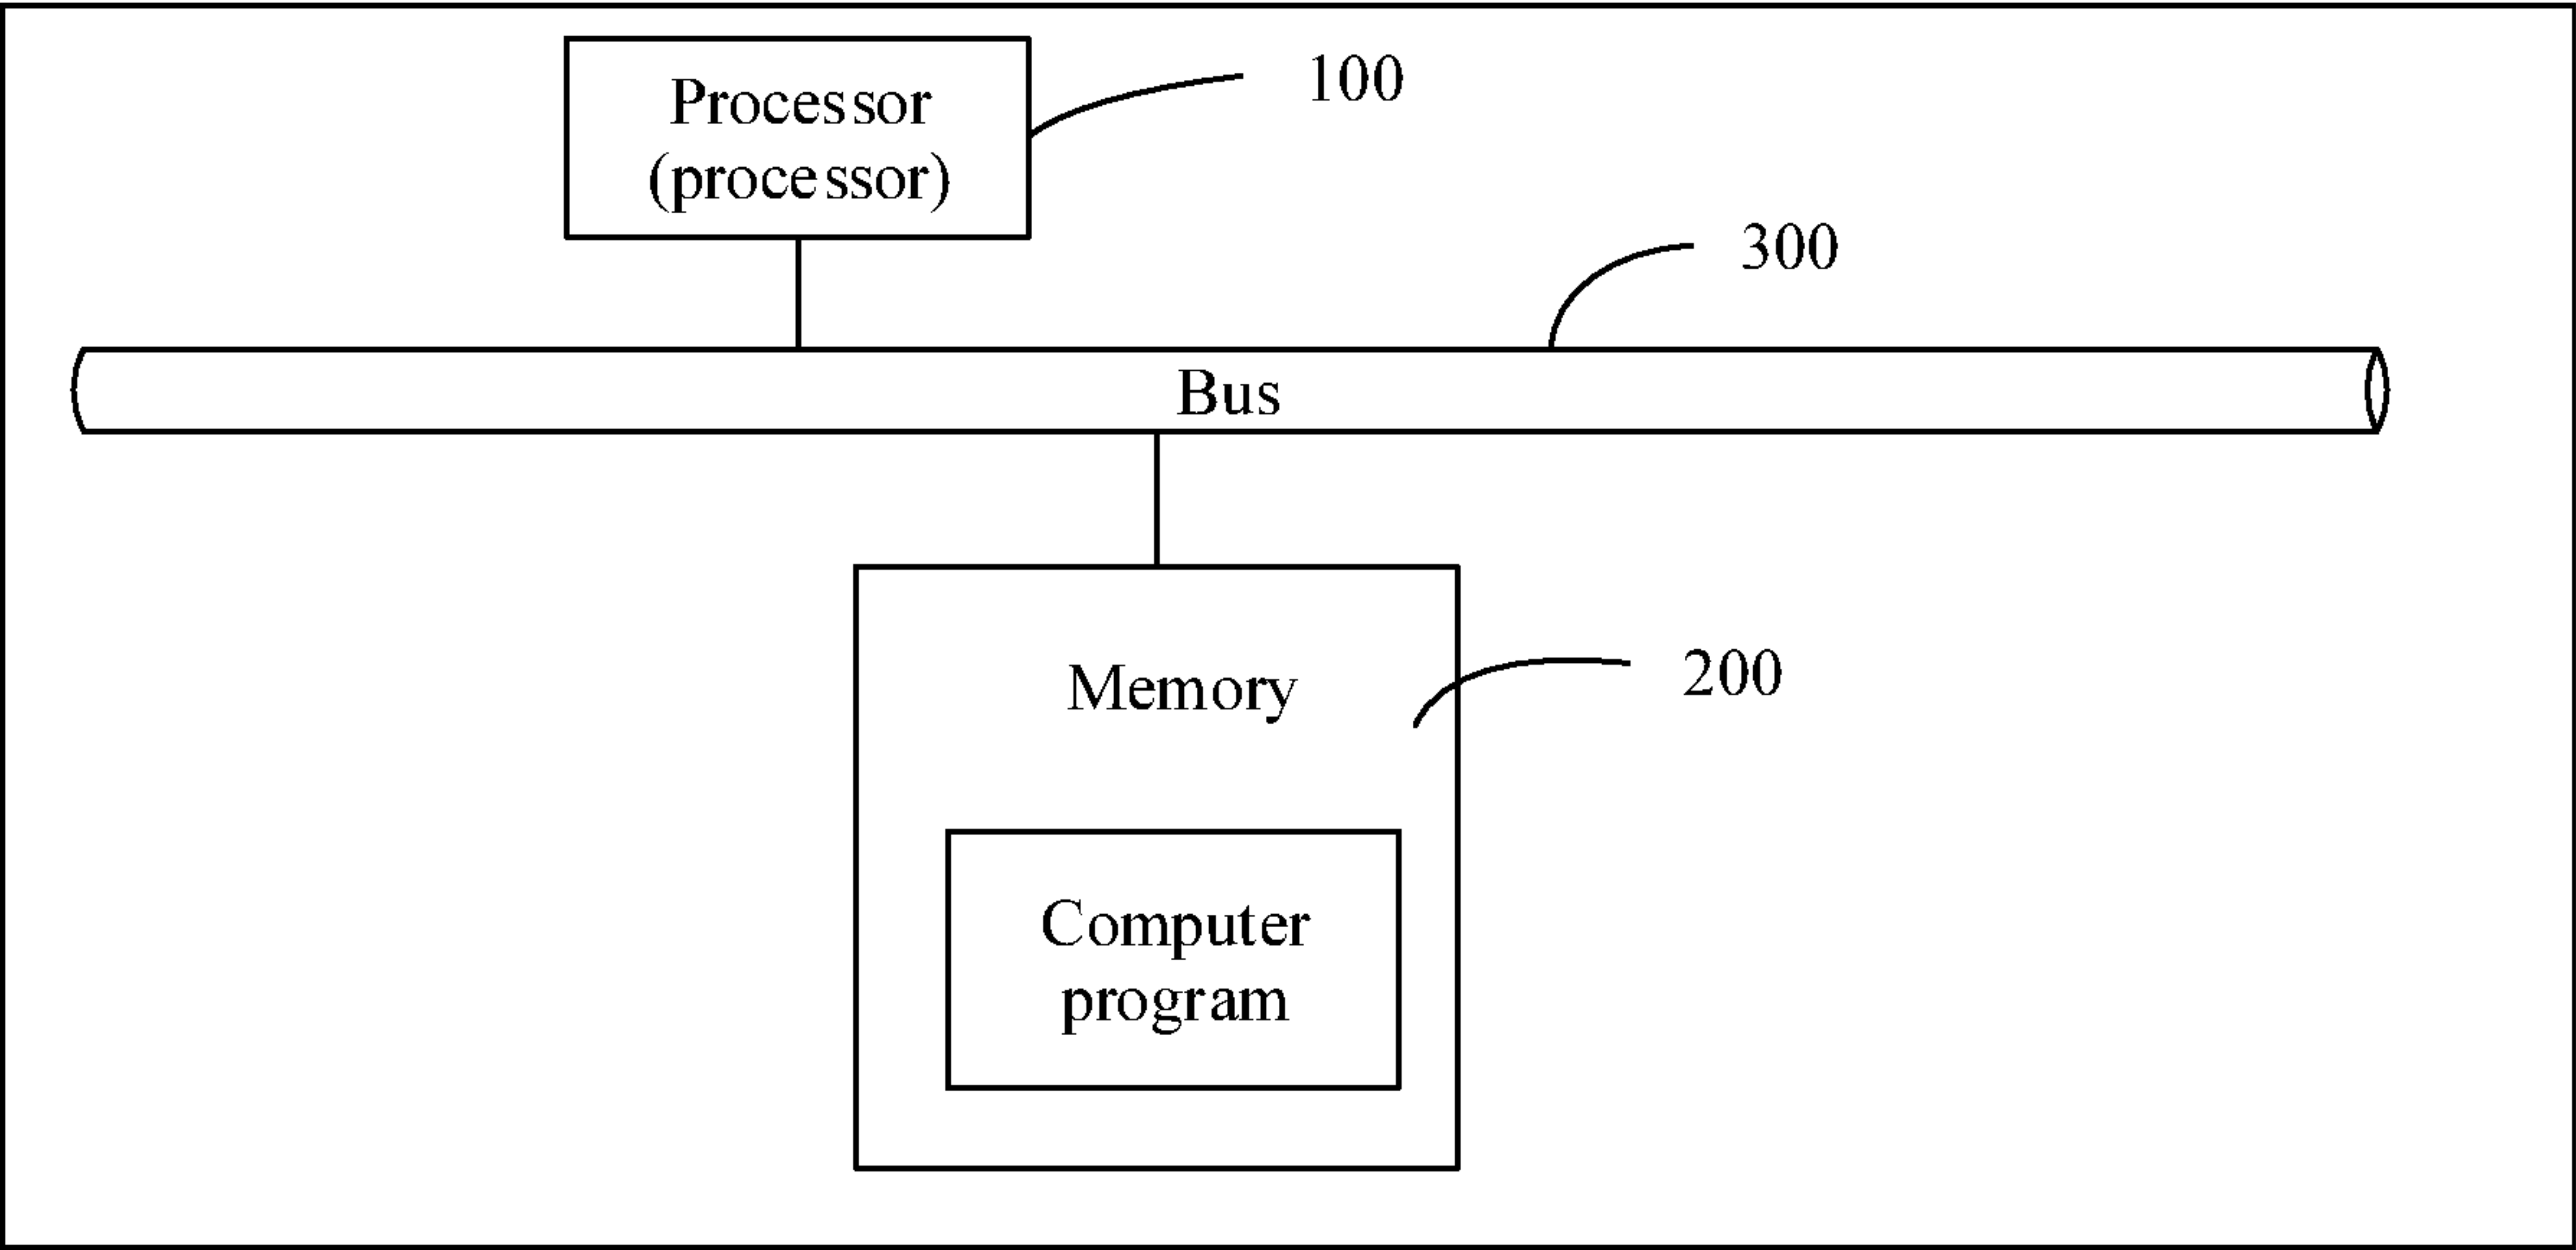 Processor
(processor)
100
300
Bus
Memory
200
Computer
program